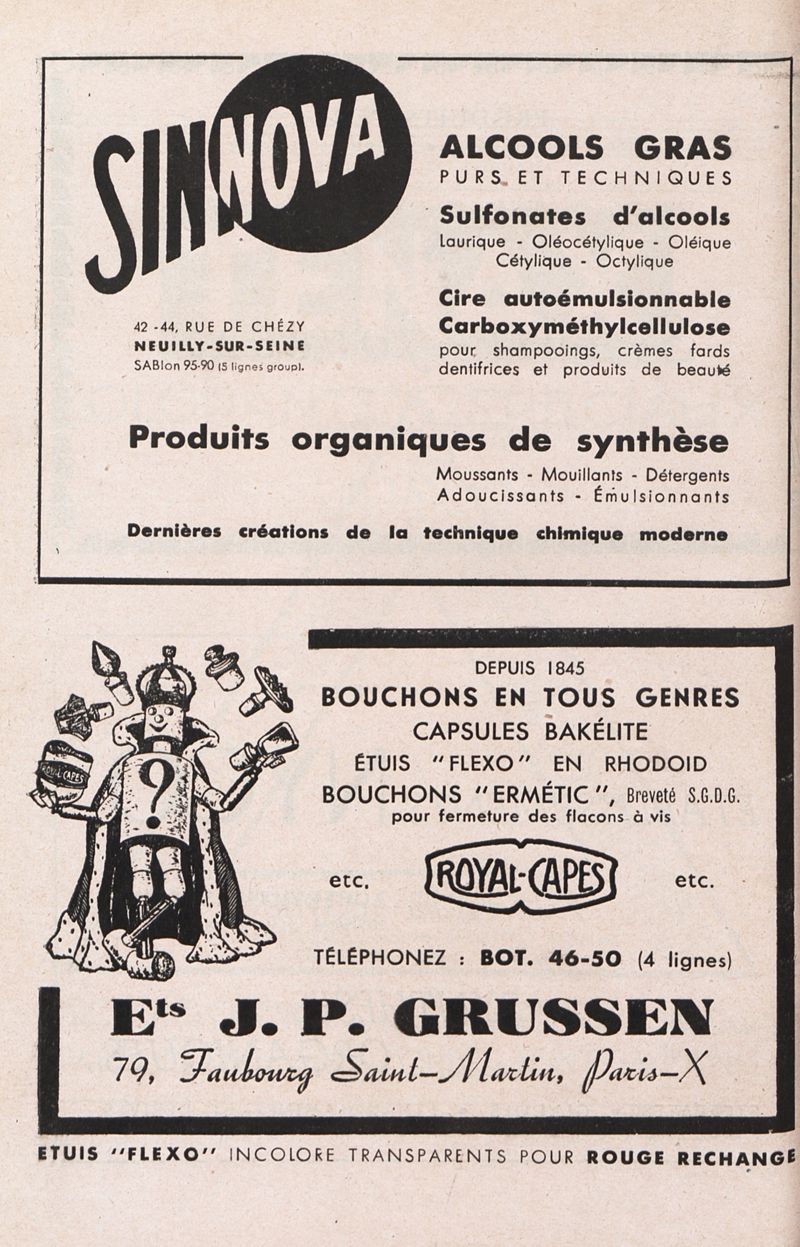 SINNOVA
ALCOOLS GRAS
PURS ET TECHNIQUES
Sulfonates d'alcools
Laurique - Oléocétylique - Oléique
Cétylique - Octylique
Cire autoémulsionnable
Carboxyméthylcellulose
pour shampooings, crèmes fards
dentifrices et produits de beauté
42 - 44, RUE DE CHÉZY
NEUILLY-SUR-SEINE
SABlon 95-90 (5 lignes group).
Produits organiques de synthèse
Moussants - Mouillants - Détergents
Adoucissants - Émulsionnants
Dernières créations de la technique chimique moderne
ROYAL-CAPES
?
DEPUIS 1845
BOUCHONS EN TOUS GENRES
CAPSULES BAKÉLITE
ÉTUIS "FLEXO" EN RHODOID
BOUCHONS "ERMÉTIC", Breveté S.G.D.G.
pour fermeture des flacons à vis
etc. ROYAL-CAPES etc.
TÉLÉPHONEZ : BOT. 46-50 (4 lignes)
Ets J. P. GRUSSEN
79, Faubourg Saint-Martin, Paris-X
ETUIS "FLEXO" INCOLORE TRANSPARENTS POUR ROUGE RECHANGE